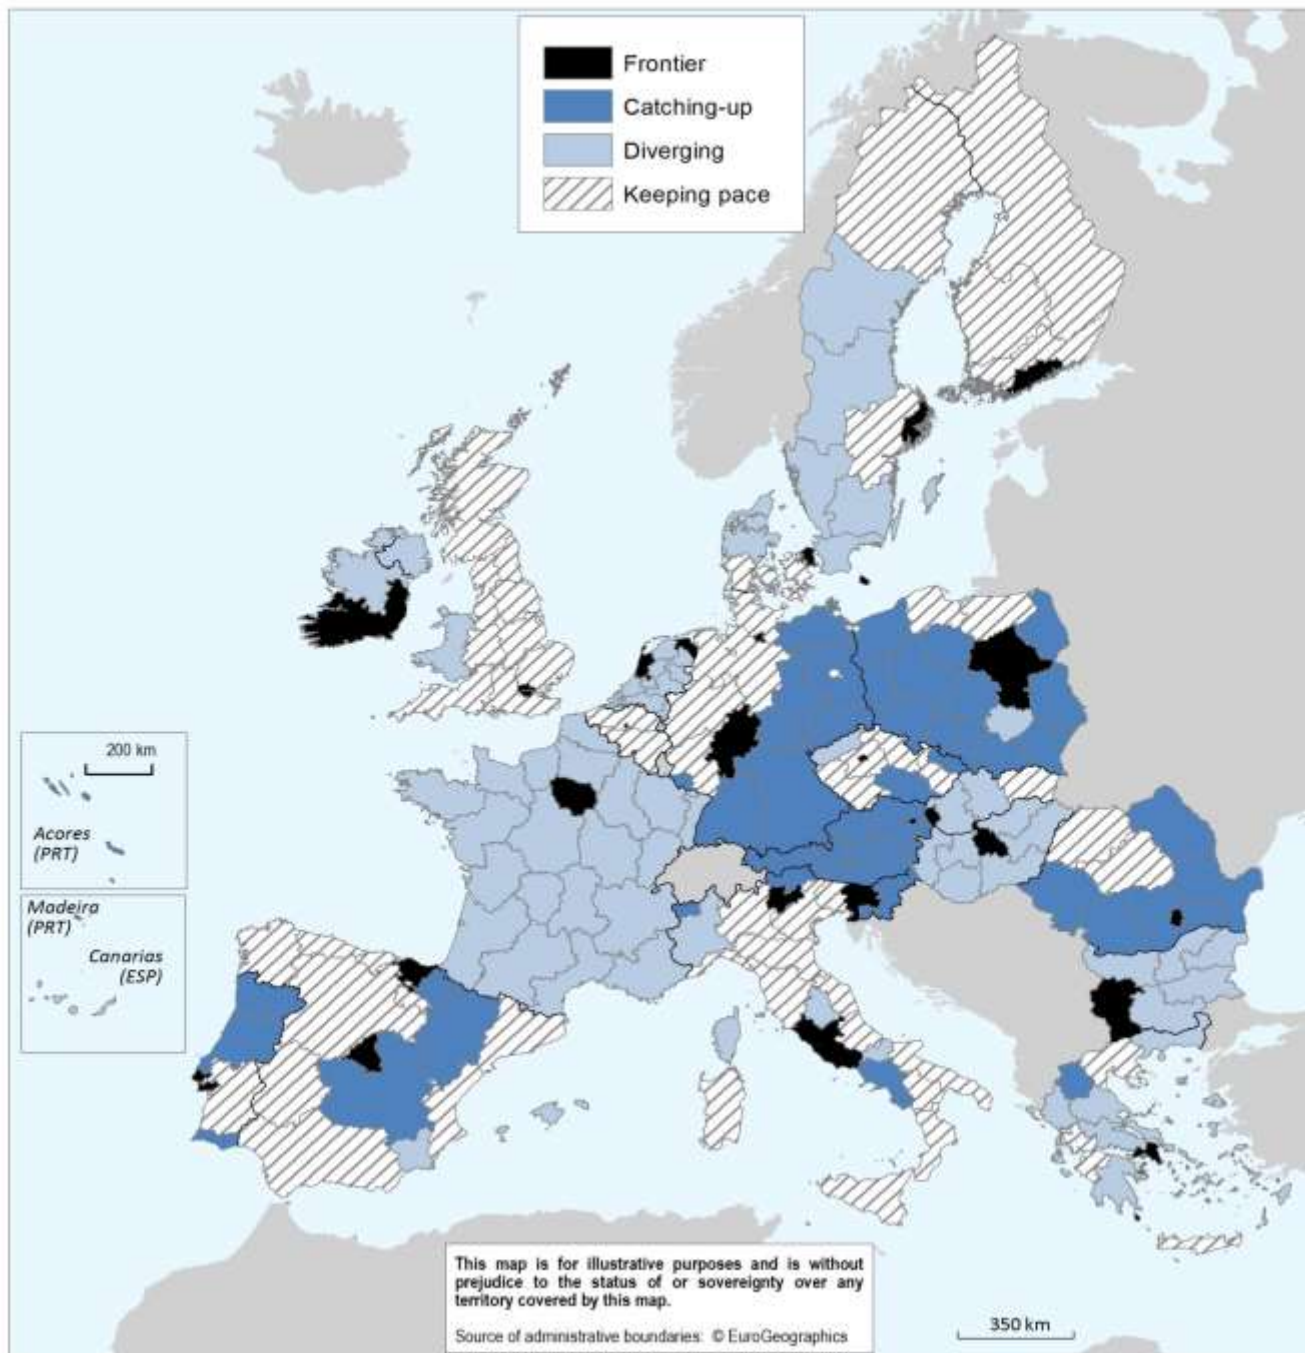 Frontier
Catching-up
Diverging
Keeping pace
200 km
Acores
(PRT)
Madeira
(PRT)
Canarias
(ESP)
This map is for illustrative purposes and is without
prejudice to the status of or sovereignty over any
territory covered by this map.
Source of administrative boundaries: © EuroGeographics
350 km